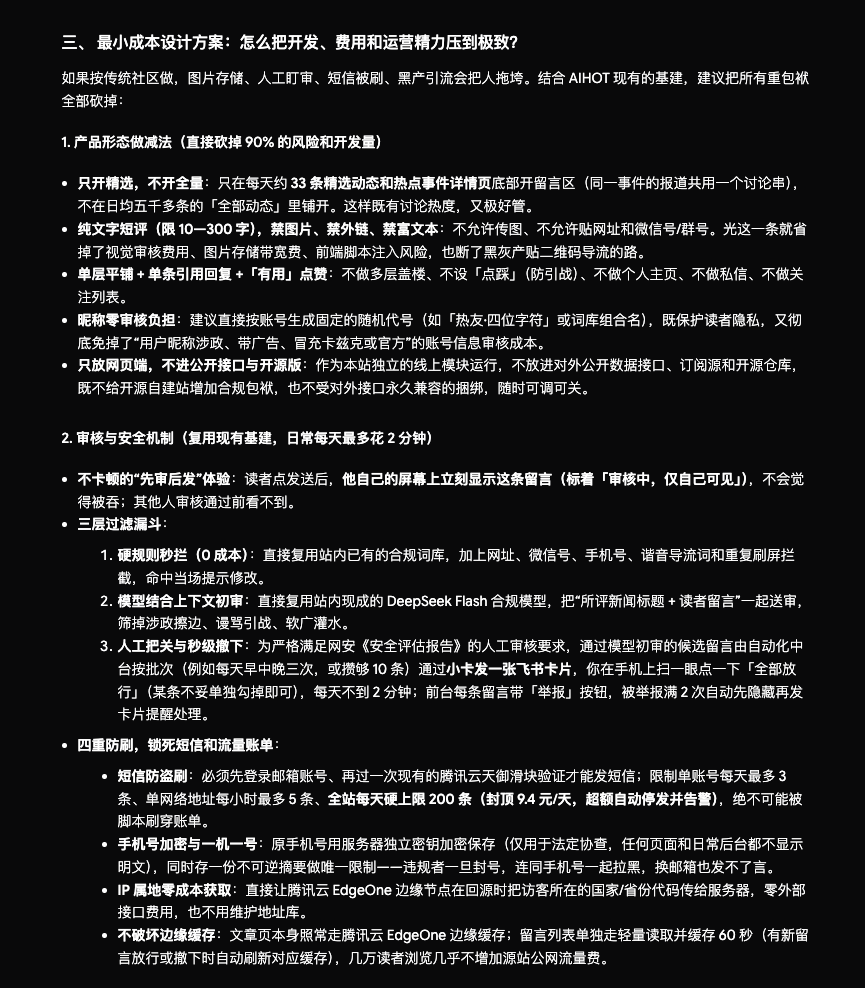 三、 最小成本设计方案：怎么把开发、费用和运营精力压到极致？
如果按传统社区做，图片存储、人工盯审、短信被刷、黑产引流会把人拖垮。结合 AIHOT 现有的基建，建议把所有重包袱
全部砍掉：
1. 产品形态做减法（直接砍掉 90% 的风险和开发量）
• 只开精选，不开全量：只在每天约 33 条精选动态和热点事件详情页底部开留言区（同一事件的报道共用一个讨论串），
不在日均五千多条的「全部动态」里铺开。这样既有讨论热度，又极好管。
• 纯文字短评（限 10—300 字），禁图片、禁外链、禁富文本：不允许传图、不允许贴网址和微信号/群号。光这一条就省
掉了视觉审核费用、图片存储带宽费、前端脚本注入风险，也断了黑灰产贴二维码导流的路。
• 单层平铺 + 单条引用回复 +「有用」点赞：不做多层盖楼、不设「点踩」（防引战）、不做个人主页、不做私信、不做关
注列表。
• 昵称零审核负担：建议直接按账号生成固定的随机代号（如「热友·四位字符」或词库组合名），既保护读者隐私，又彻
底免掉了“用户昵称涉政、带广告、冒充卡兹克或官方”的账号信息审核成本。
• 只放网页端，不进公开接口与开源版：作为本站独立的线上模块运行，不放进对外公开数据接口、订阅源和开源仓库，
既不给开源自建站增加合规包袱，也不受对外接口永久兼容的捆绑，随时可调可关。
2. 审核与安全机制（复用现有基建，日常每天最多花 2 分钟）
• 不卡顿的“先审后发”体验：读者点发送后，他自己的屏幕上立刻显示这条留言（标着「审核中，仅自己可见」），不会觉
得被吞；其他人审核通过前看不到。
• 三层过滤漏斗：
1. 硬规则秒拦（0 成本）：直接复用站内已有的合规词库，加上网址、微信号、手机号、谐音导流词和重复刷屏拦
截，命中当场提示修改。
2. 模型结合上下文初审：直接复用站内现成的 DeepSeek Flash 合规模型，把“所评新闻标题 + 读者留言”一起送审，
筛掉涉政擦边、谩骂引战、软广灌水。
3. 人工把关与秒级撤下：为严格满足网安《安全评估报告》的人工审核要求，通过模型初审的候选留言由自动化中
台按批次（例如每天早中晚三次，或攒够 10 条）通过小卡发一张飞书卡片，你在手机上扫一眼点一下「全部放
行」（某条不妥单独勾掉即可），每天不到 2 分钟；前台每条留言带「举报」按钮，被举报满 2 次自动先隐藏再发
卡片提醒处理。
• 四重防刷，锁死短信和流量账单：
• 短信防盗刷：必须先登录邮箱账号、再过一次现有的腾讯云天御滑块验证才能发短信；限制单账号每天最多 3
条、单网络地址每小时最多 5 条、全站每天硬上限 200 条（封顶 9.4 元/天，超额自动停发并告警），绝不可能被
脚本刷穿账单。
• 手机号加密与一机一号：原手机号用服务器独立密钥加密保存（仅用于法定协查，任何页面和日常后台都不显示
明文），同时存一份不可逆摘要做唯一限制——违规者一旦封号，连同手机号一起拉黑，换邮箱也发不了言。
• IP 属地零成本获取：直接让腾讯云 EdgeOne 边缘节点在回源时把访客所在的国家/省份代码传给服务器，零外部
接口费用，也不用维护地址库。
• 不破坏边缘缓存：文章页本身照常走腾讯云 EdgeOne 边缘缓存；留言列表单独走轻量读取并缓存 60 秒（有新留
言放行或撤下时自动刷新对应缓存），几万读者浏览几乎不增加源站公网流量费。